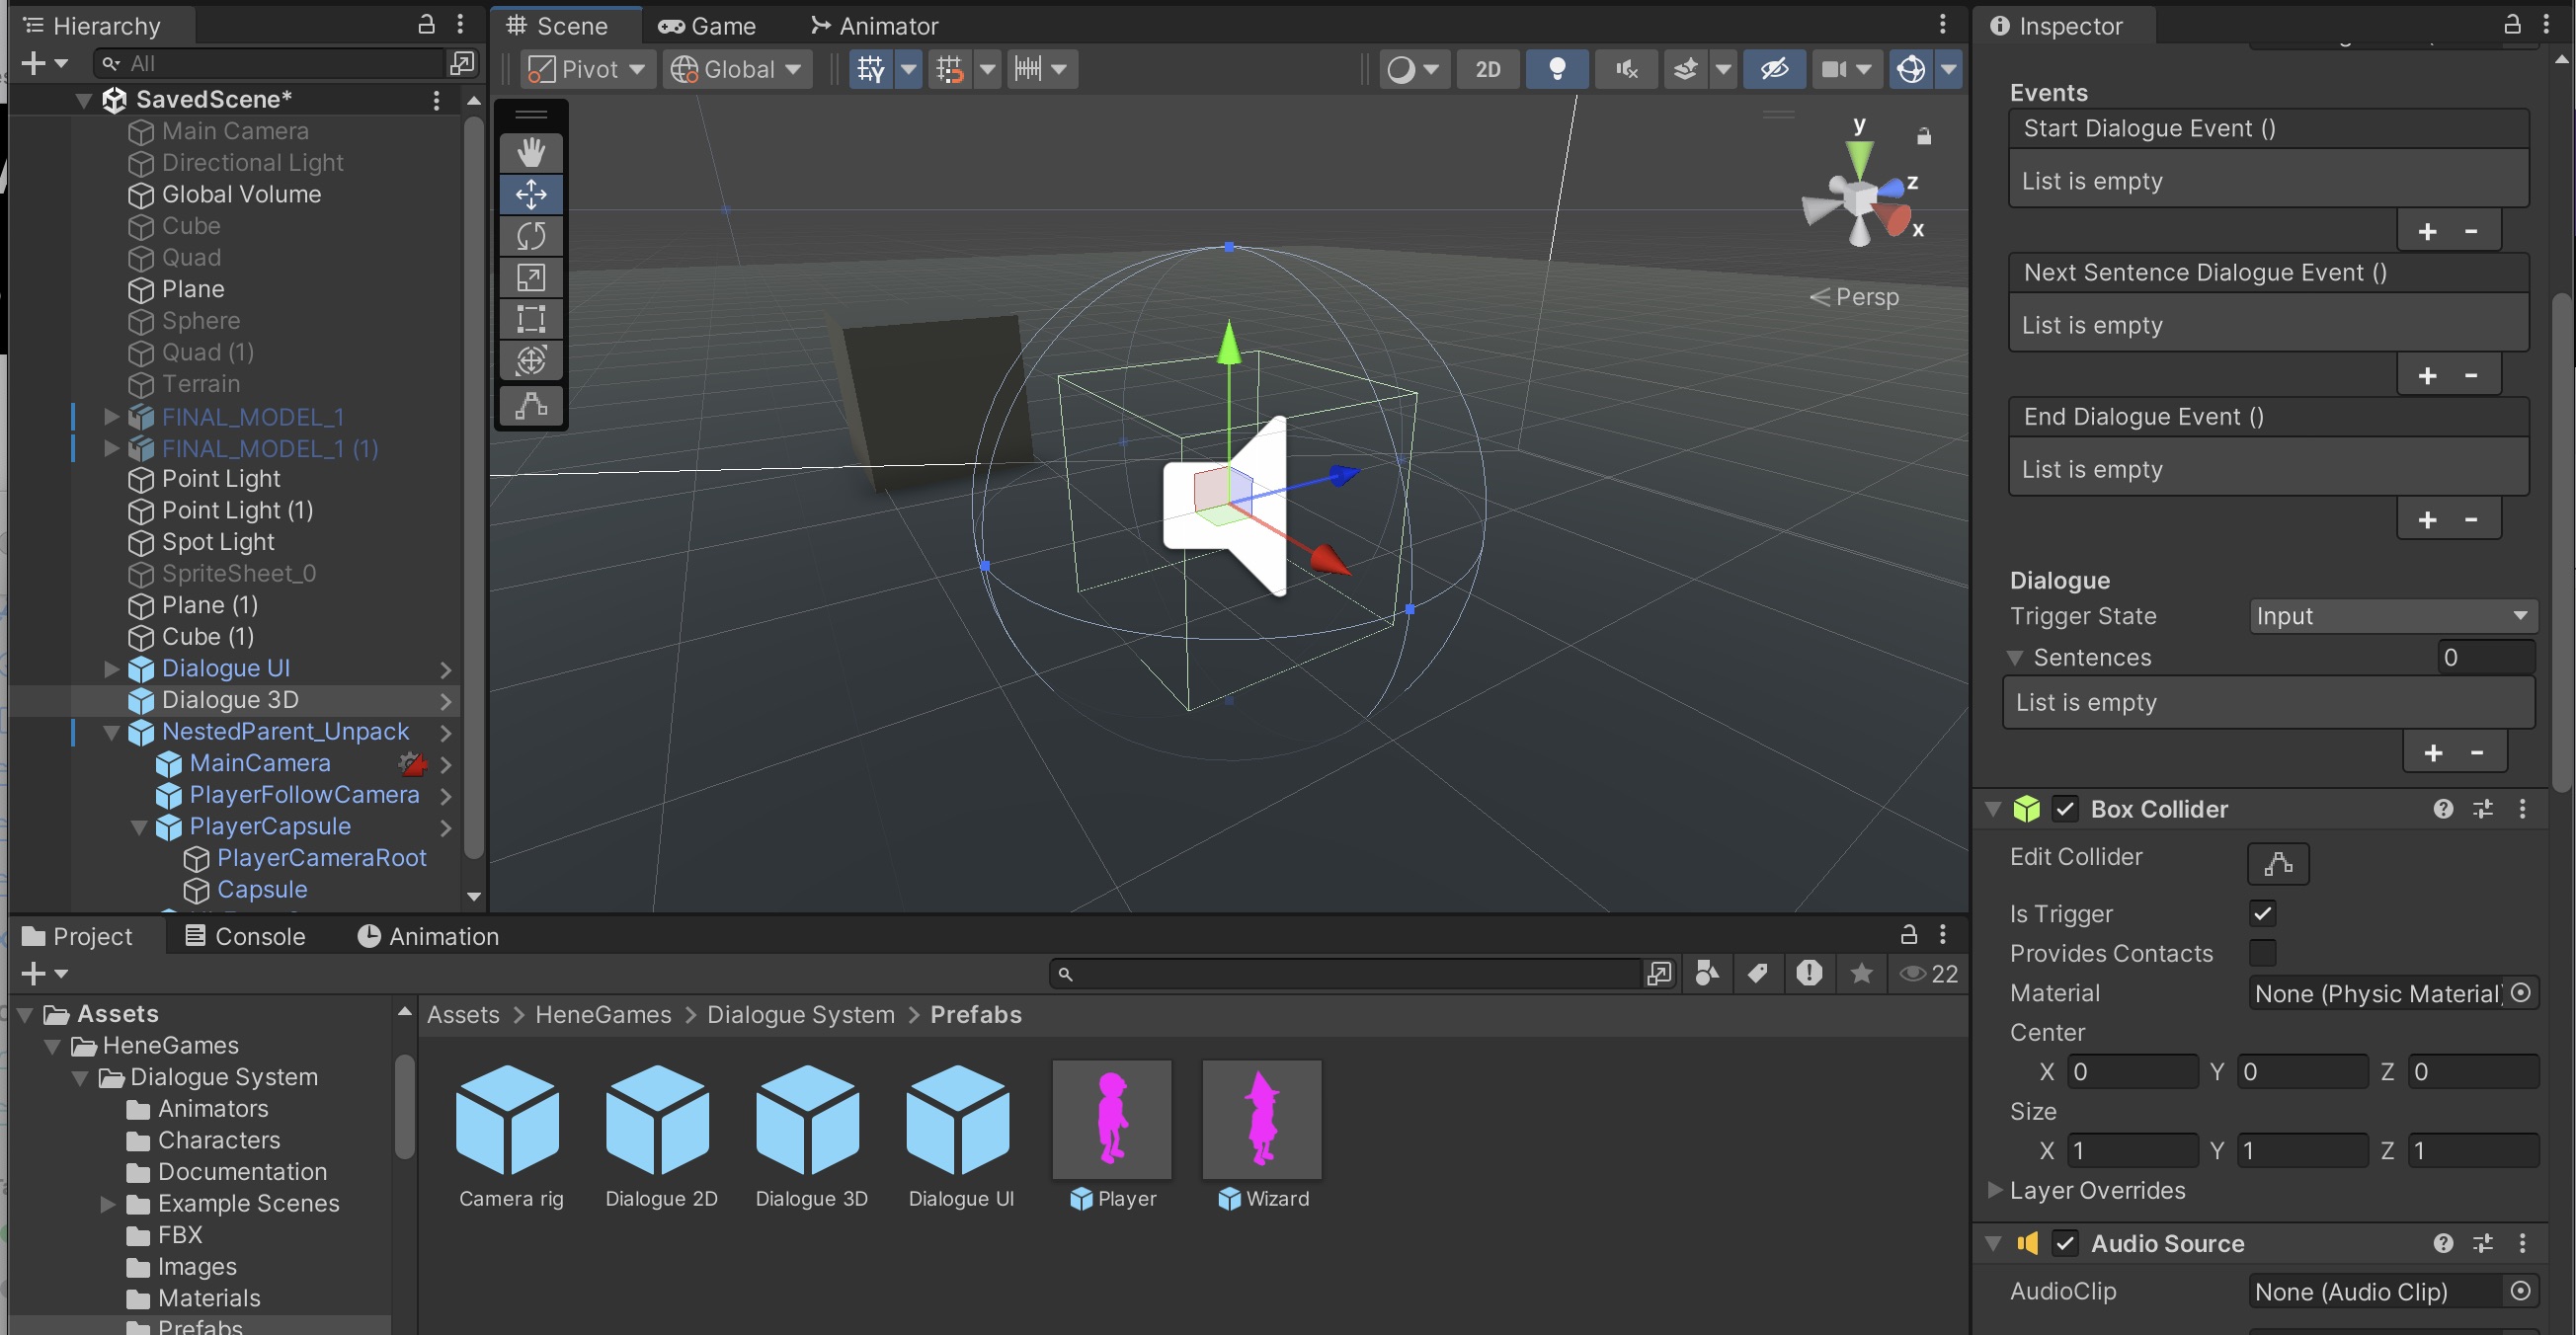 Hierarchy
All
SavedScene*
Main Camera
Directional Light
Global Volume
Cube
Quad
Plane
Sphere
Quad (1)
Terrain
FINAL_MODEL_1
FINAL_MODEL_1 (1)
Point Light
Point Light (1)
Spot Light
SpriteSheet_0
Plane (1)
Cube (1)
Dialogue UI
Dialogue 3D
NestedParent_Unpack
MainCamera
PlayerFollowCamera
PlayerCapsule
PlayerCameraRoot
Capsule
Scene Game Animator
Pivot Global 2D
y
z
x
Persp
Inspector
Events
Start Dialogue Event ()
List is empty
+ -
Next Sentence Dialogue Event ()
List is empty
+ -
End Dialogue Event ()
List is empty
+ -
Dialogue
Trigger State Input
Sentences 0
List is empty
+ -
Box Collider
Edit Collider
Is Trigger
Provides Contacts
Material None (Physic Material)
Center
X 0 Y 0 Z 0
Size
X 1 Y 1 Z 1
Layer Overrides
Audio Source
AudioClip None (Audio Clip)
Project Console Animation
22
Assets
HeneGames
Dialogue System
Animators
Characters
Documentation
Example Scenes
FBX
Images
Materials
Prefabs
Assets > HeneGames > Dialogue System > Prefabs
Camera rig Dialogue 2D Dialogue 3D Dialogue UI Player Wizard